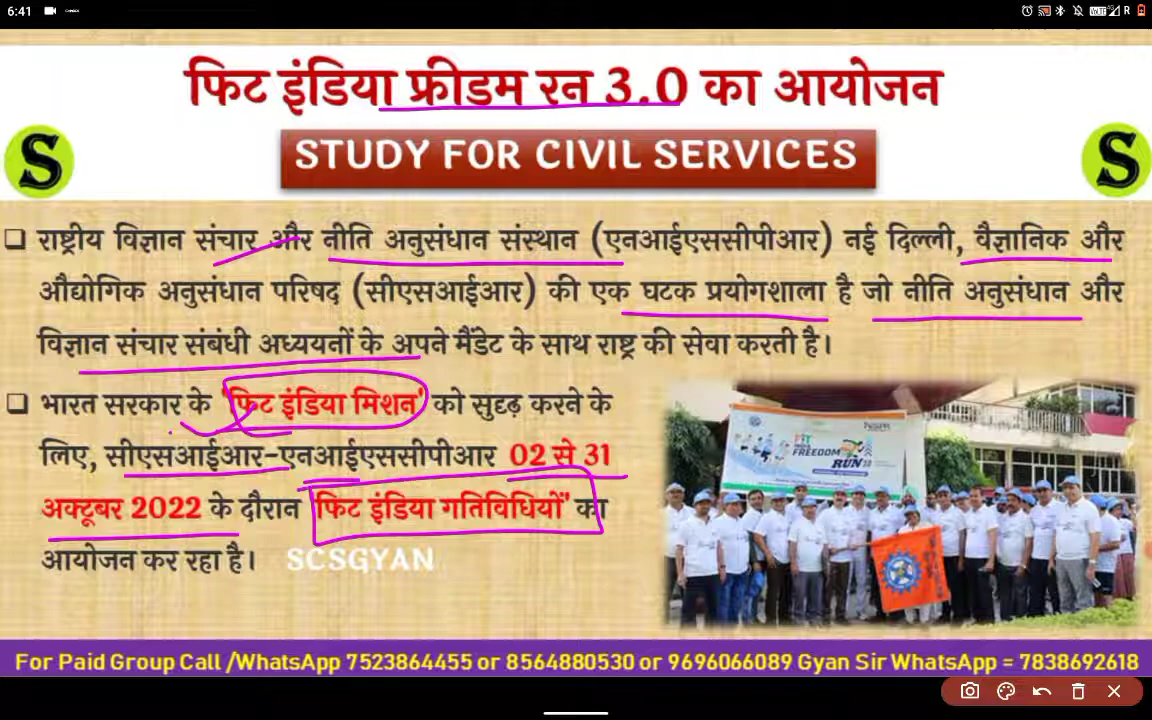 6:41
R
फिट इंडिया फ्रीडम रन 3.0 का आयोजन
S
STUDY FOR CIVIL SERVICES
S
राष्ट्रीय विज्ञान संचार और नीति अनुसंधान संस्थान (एनआईएससीपीआर) नई दिल्ली, वैज्ञानिक और
औद्योगिक अनुसंधान परिषद (सीएसआईआर) की एक घटक प्रयोगशाला है जो नीति अनुसंधान और
विज्ञान संचार संबंधी अध्ययनों के अपने मैंडेट के साथ राष्ट्र की सेवा करती है।
भारत सरकार के 'फिट इंडिया मिशन' को सुदृढ़ करने के
लिए, सीएसआईआर-एनआईएससीपीआर 02 से 31
अक्टूबर 2022 के दौरान 'फिट इंडिया गतिविधियों' का
आयोजन कर रहा है। SCSGYAN
FIT
FREEDOM
RUN
For Paid Group Call /WhatsApp 7523864455 or 8564880530 or 9696066089 Gyan Sir WhatsApp = 7838692618